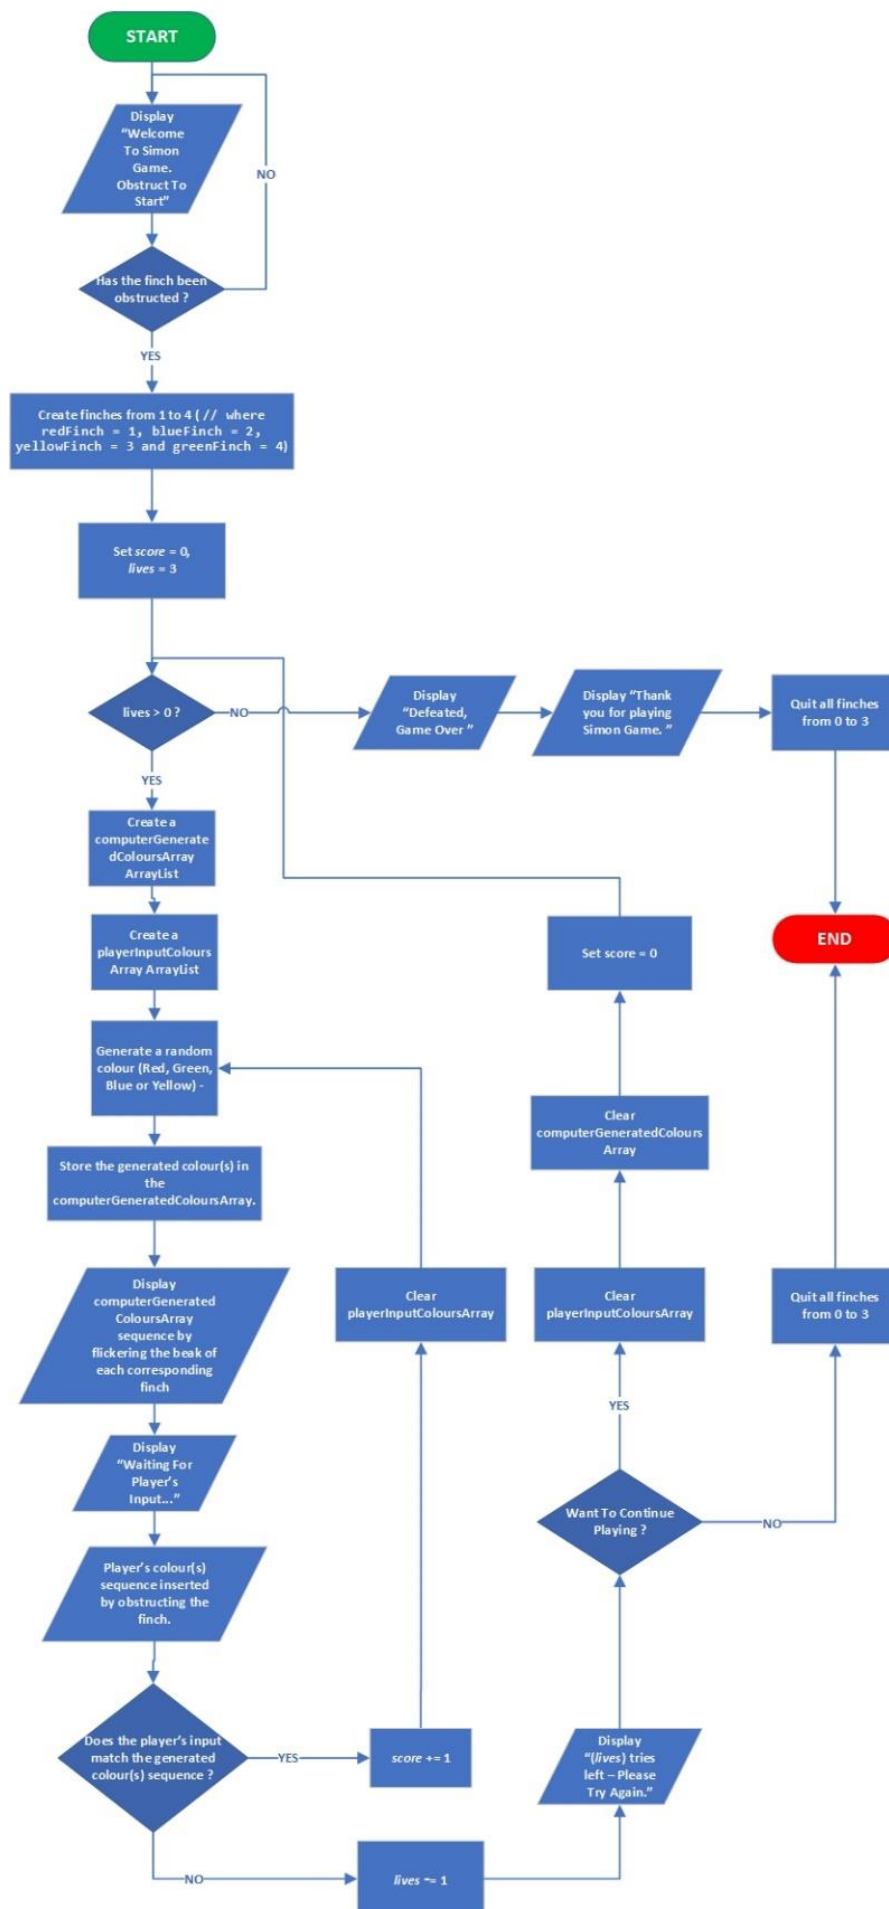 START
Display
“Welcome
To Simon
Game.
Obstruct To
Start”
NO
Has the finch been
obstructed ?
YES
Create finches from 1 to 4 ( // where
redFinch = 1, blueFinch = 2,
yellowFinch = 3 and greenFinch = 4)
Set score = 0,
lives = 3
lives > 0 ?
NO
Display
“Defeated,
Game Over ”
Display “Thank
you for playing
Simon Game. ”
Quit all finches
from 0 to 3
END
YES
Create a
computerGenerate
dColoursArray
ArrayList
Create a
playerInputColours
Array ArrayList
Generate a random
colour (Red, Green,
Blue or Yellow) -
Store the generated colour(s) in
the
computerGeneratedColoursArray.
Display
computerGenerated
ColoursArray
sequence by
flickering the beak of
each corresponding
finch
Display
“Waiting For
Player’s
Input...”
Player’s colour(s)
sequence inserted
by obstructing the
finch.
Does the player’s input
match the generated
colour(s) sequence ?
YES
score += 1
Clear
playerInputColoursArray
NO
lives -= 1
Display
“(lives) tries
left – Please
Try Again.”
Want To Continue
Playing ?
YES
Clear
playerInputColoursArray
Clear
computerGeneratedColours
Array
Set score = 0
NO
Quit all finches
from 0 to 3